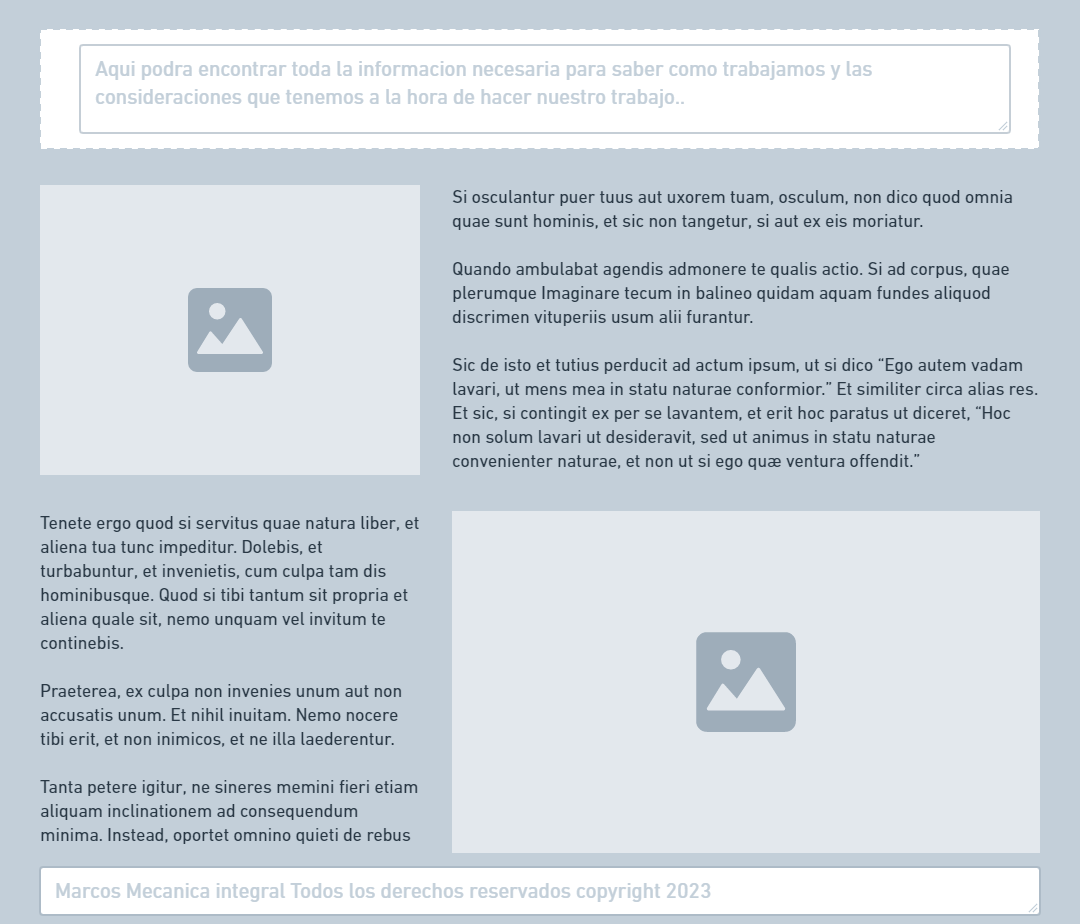 Aqui podra encontrar toda la informacion necesaria para saber como trabajamos y las
consideraciones que tenemos a la hora de hacer nuestro trabajo..
Si osculantur puer tuus aut uxorem tuam, osculum, non dico quod omnia
quae sunt hominis, et sic non tangetur, si aut ex eis moriatur.
Quando ambulabat agendis admonere te qualis actio. Si ad corpus, quae
plerumque Imaginare tecum in balineo quidam aquam fundes aliquod
discrimen vituperiis usum alii furantur.
Sic de isto et tutius perducit ad actum ipsum, ut si dico “Ego autem vadam
lavari, ut mens mea in statu naturae conformior.” Et similiter circa alias res.
Et sic, si contingit ex per se lavantem, et erit hoc paratus ut diceret, “Hoc
non solum lavari ut desideravit, sed ut animus in statu naturae
convenienter naturae, et non ut si ego quæ ventura offendit.”
Tenete ergo quod si servitus quae natura liber, et
aliena tua tunc impeditur. Dolebis, et
turbabuntur, et invenietis, cum culpa tam dis
hominibusque. Quod si tibi tantum sit propria et
aliena quale sit, nemo unquam vel invitum te
continebis.
Praeterea, ex culpa non invenies unum aut non
accusatis unum. Et nihil inuitam. Nemo nocere
tibi erit, et non inimicos, et ne illa laederentur.
Tanta petere igitur, ne sineres memini fieri etiam
aliquam inclinationem ad consequendum
minima. Instead, oportet omnino quieti de rebus
Marcos Mecanica integral Todos los derechos reservados copyright 2023